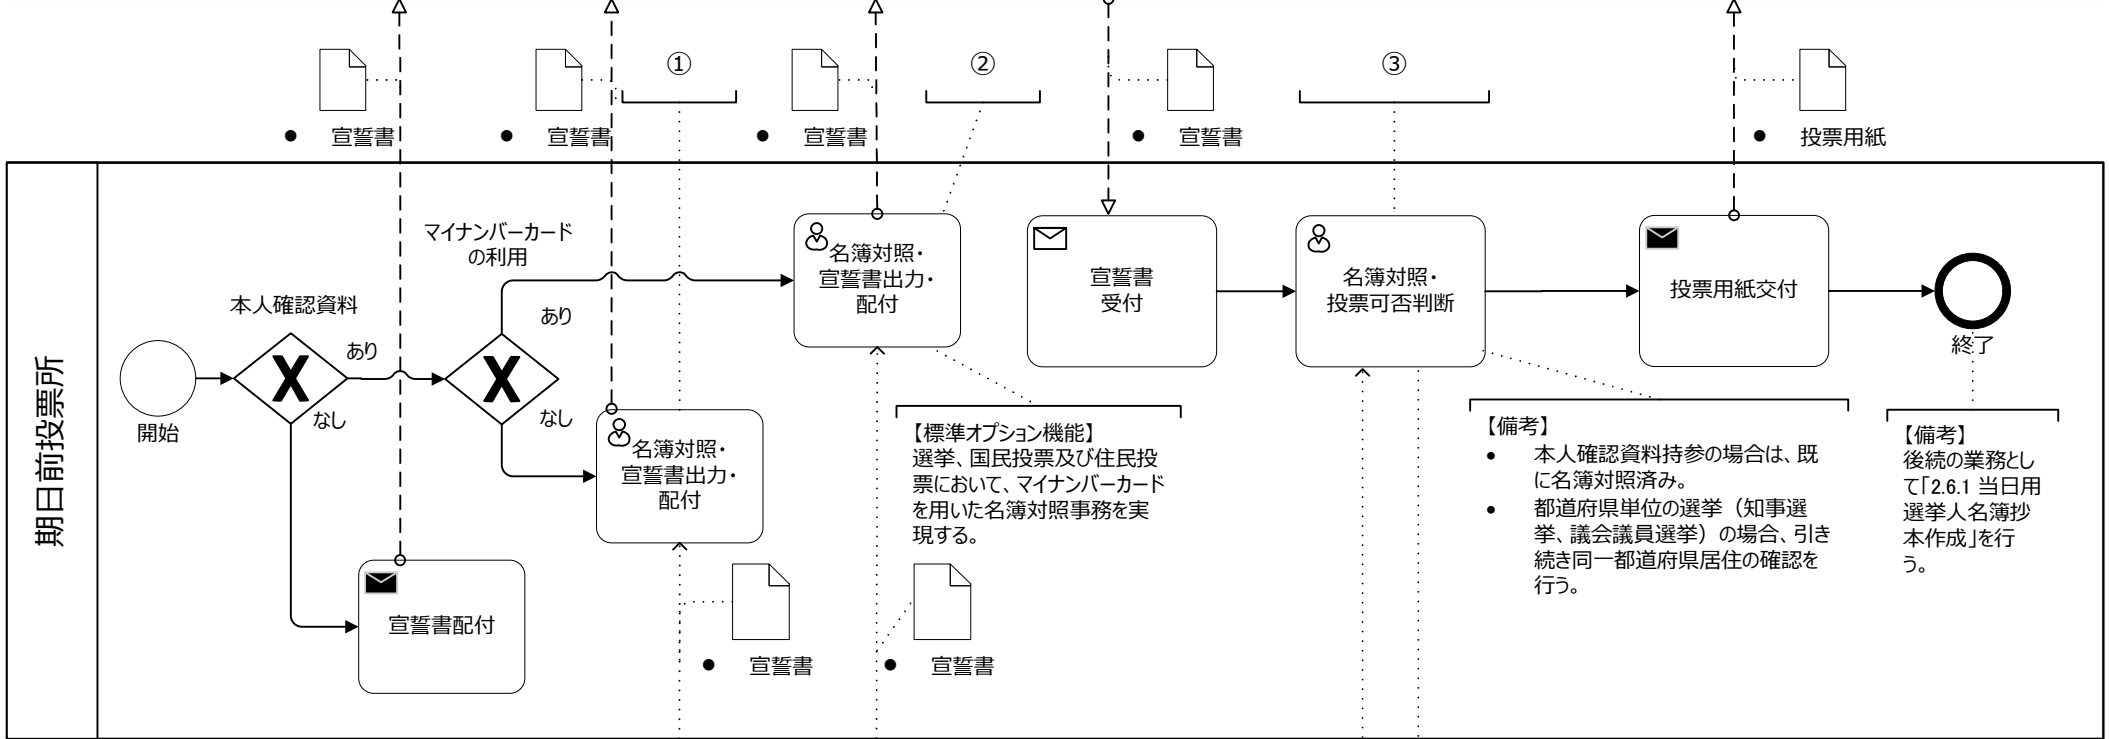 ①
②
③
● 宣誓書
● 宣誓書
● 宣誓書
● 宣誓書
● 投票用紙
期日前投票所
開始
本人確認資料
あり
なし
宣誓書配付
マイナンバーカード
の利用
あり
なし
名簿対照・
宣誓書出力・
配付
名簿対照・
宣誓書出力・
配付
宣誓書
受付
名簿対照・
投票可否判断
投票用紙交付
終了
【標準オプション機能】
選挙、国民投票及び住民投
票において、マイナンバーカード
を用いた名簿対照事務を実
現する。
● 宣誓書
● 宣誓書
【備考】
● 本人確認資料持参の場合は、既
に名簿対照済み。
● 都道府県単位の選挙（知事選
挙、議会議員選挙）の場合、引き
続き同一都道府県居住の確認を
行う。
【備考】
後続の業務とし
て「2.6.1 当日用
選挙人名簿抄
本作成」を行
う。